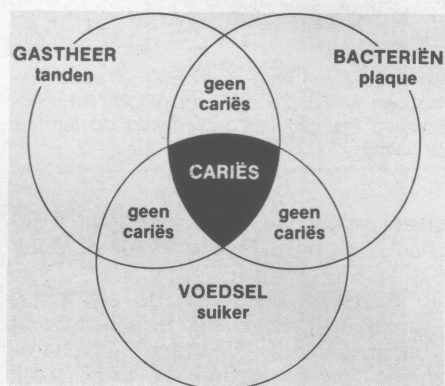 GASTHEER
tanden
BACTERIËN
plaque
geen
cariës
CARIËS
geen
cariës
geen
cariës
VOEDSEL
suiker